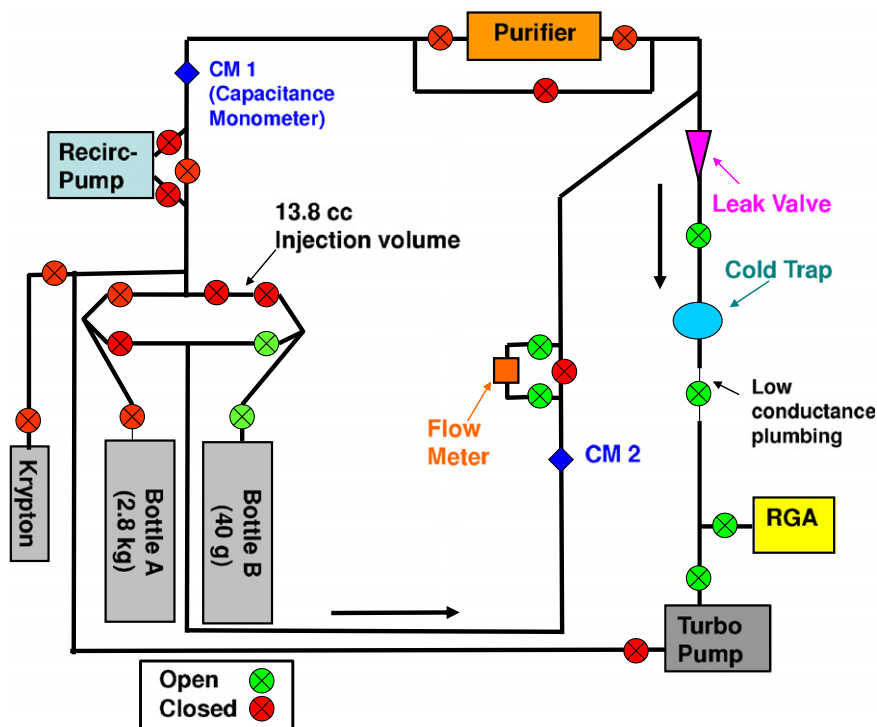 Purifier
CM 1
(Capacitance
Monometer)
Recirc-
Pump
Leak Valve
13.8 cc
Injection volume
Cold Trap
Low
conductance
plumbing
Flow
Meter
CM 2
Krypton
Bottle A
(2.8 kg)
Bottle B
(40 g)
RGA
Turbo
Pump
Open
Closed